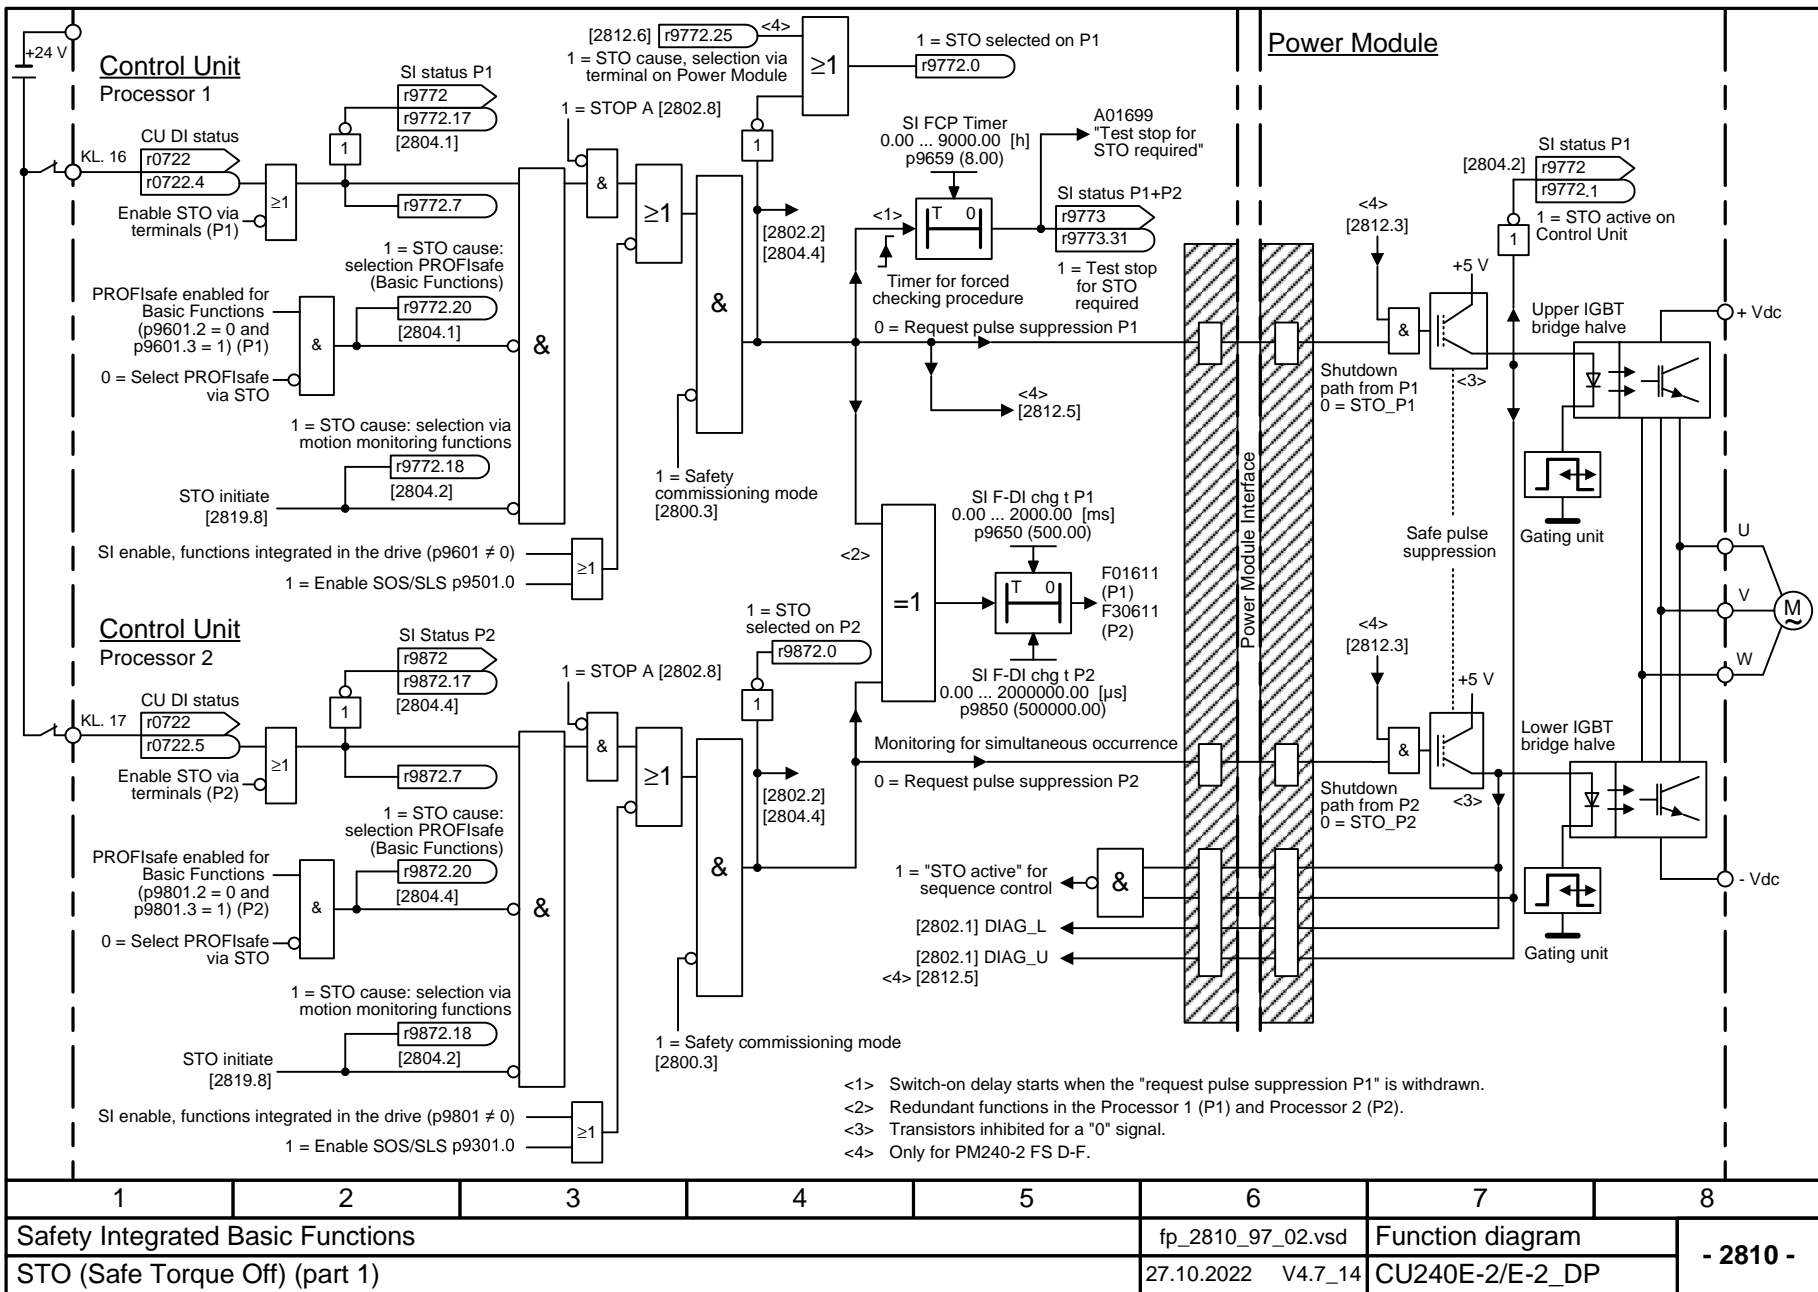 +24 V
Control Unit
Processor 1
SI status P1
r9772
r9772.17
[2804.1]
1
CU DI status
KL. 16
r0722
r0722.4
Enable STO via
terminals (P1)
≥1
r9772.7
1 = STO cause:
selection PROFIsafe
(Basic Functions)
r9772.20
[2804.1]
PROFIsafe enabled for
Basic Functions
(p9601.2 = 0 and
p9601.3 = 1) (P1)
&
0 = Select PROFIsafe
via STO
1 = STO cause: selection via
motion monitoring functions
r9772.18
[2804.2]
STO initiate
[2819.8]
SI enable, functions integrated in the drive (p9601 ≠ 0)
1 = Enable SOS/SLS p9501.0
≥1
&
1 = STOP A [2802.8]
&
≥1
[2812.6]
r9772.25
<4>
1 = STO cause, selection via
terminal on Power Module
≥1
1 = STO selected on P1
r9772.0
1
&
[2802.2]
[2804.4]
1 = Safety
commissioning mode
[2800.3]
SI FCP Timer
0.00 ... 9000.00 [h]
p9659 (8.00)
<1>
T 0
Timer for forced
checking procedure
A01699
"Test stop for
STO required"
SI status P1+P2
r9773
r9773.31
1 = Test stop
for STO
required
0 = Request pulse suppression P1
<4>
[2812.5]
<2>
=1
SI F-DI chg t P1
0.00 ... 2000.00 [ms]
p9650 (500.00)
T 0
F01611
(P1)
F30611
(P2)
SI F-DI chg t P2
0.00 ... 2000000.00 [µs]
p9850 (500000.00)
Control Unit
Processor 2
SI Status P2
r9872
r9872.17
[2804.4]
1
CU DI status
KL. 17
r0722
r0722.5
Enable STO via
terminals (P2)
≥1
r9872.7
1 = STO cause:
selection PROFIsafe
(Basic Functions)
r9872.20
[2804.4]
PROFIsafe enabled for
Basic Functions
(p9801.2 = 0 and
p9801.3 = 1) (P2)
&
0 = Select PROFIsafe
via STO
1 = STO cause: selection via
motion monitoring functions
r9872.18
[2804.2]
STO initiate
[2819.8]
SI enable, functions integrated in the drive (p9801 ≠ 0)
1 = Enable SOS/SLS p9301.0
≥1
&
1 = STOP A [2802.8]
&
≥1
1 = STO
selected on P2
r9872.0
1
&
[2802.2]
[2804.4]
1 = Safety commissioning mode
[2800.3]
Monitoring for simultaneous occurrence
0 = Request pulse suppression P2
1 = "STO active" for
sequence control
&
[2802.1] DIAG_L
[2802.1] DIAG_U
<4> [2812.5]
Power Module Interface
Power Module
<4>
[2812.3]
&
Shutdown
path from P1
0 = STO_P1
+5 V
<3>
SI status P1
[2804.2]
r9772
r9772.1
1 = STO active on
Control Unit
1
Upper IGBT
bridge halve
+ Vdc
Gating unit
Safe pulse
suppression
U
V
W
M
~
<4>
[2812.3]
&
Shutdown
path from P2
0 = STO_P2
+5 V
<3>
Lower IGBT
bridge halve
- Vdc
Gating unit
<1> Switch-on delay starts when the "request pulse suppression P1" is withdrawn.
<2> Redundant functions in the Processor 1 (P1) and Processor 2 (P2).
<3> Transistors inhibited for a "0" signal.
<4> Only for PM240-2 FS D-F.
1 2 3 4 5 6 7 8
Safety Integrated Basic Functions
fp_2810_97_02.vsd
Function diagram
- 2810 -
STO (Safe Torque Off) (part 1)
27.10.2022 V4.7_14
CU240E-2/E-2_DP